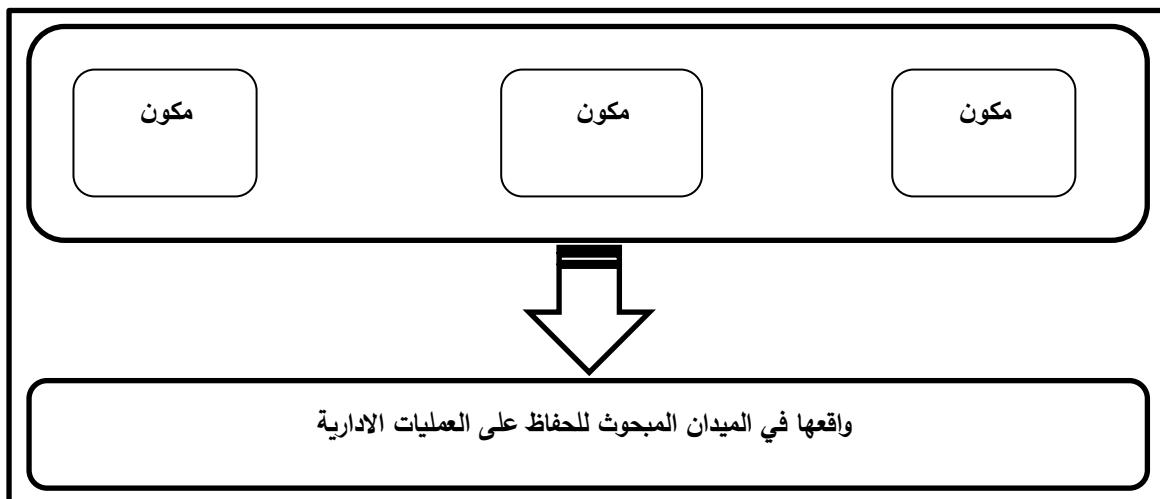 مكون
مكون
مكون
واقعها في الميدان المبحوث للحفاظ على العمليات الادارية